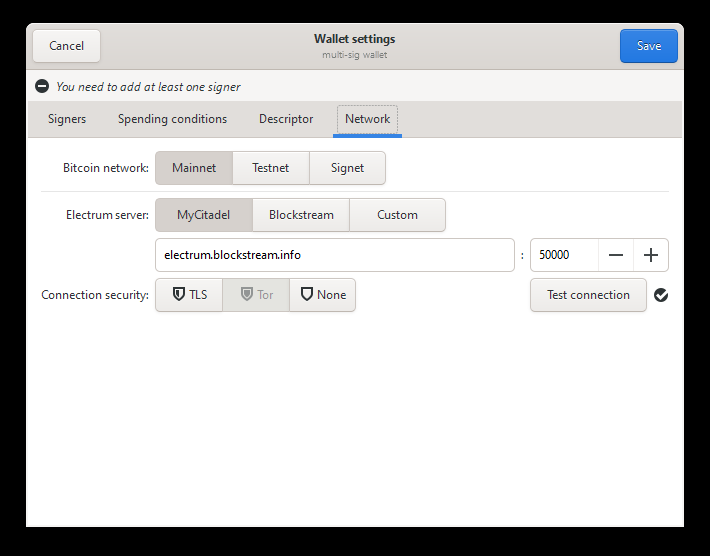 Cancel
Wallet settings
multi-sig wallet
Save
You need to add at least one signer
Signers
Spending conditions
Descriptor
Network
Bitcoin network:
Mainnet
Testnet
Signet
Electrum server:
MyCitadel
Blockstream
Custom
electrum.blockstream.info
:
50000
Connection security:
TLS
Tor
None
Test connection